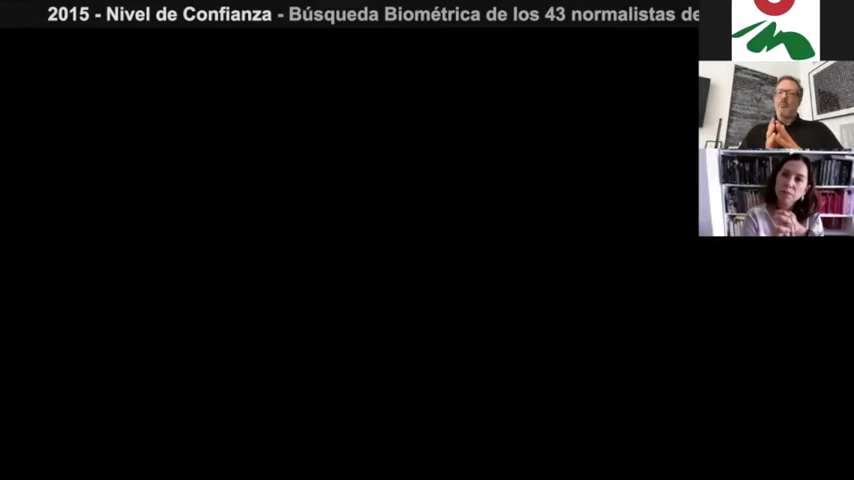 2015 - Nivel de Confianza - Búsqueda Biométrica de los 43 normalistas de